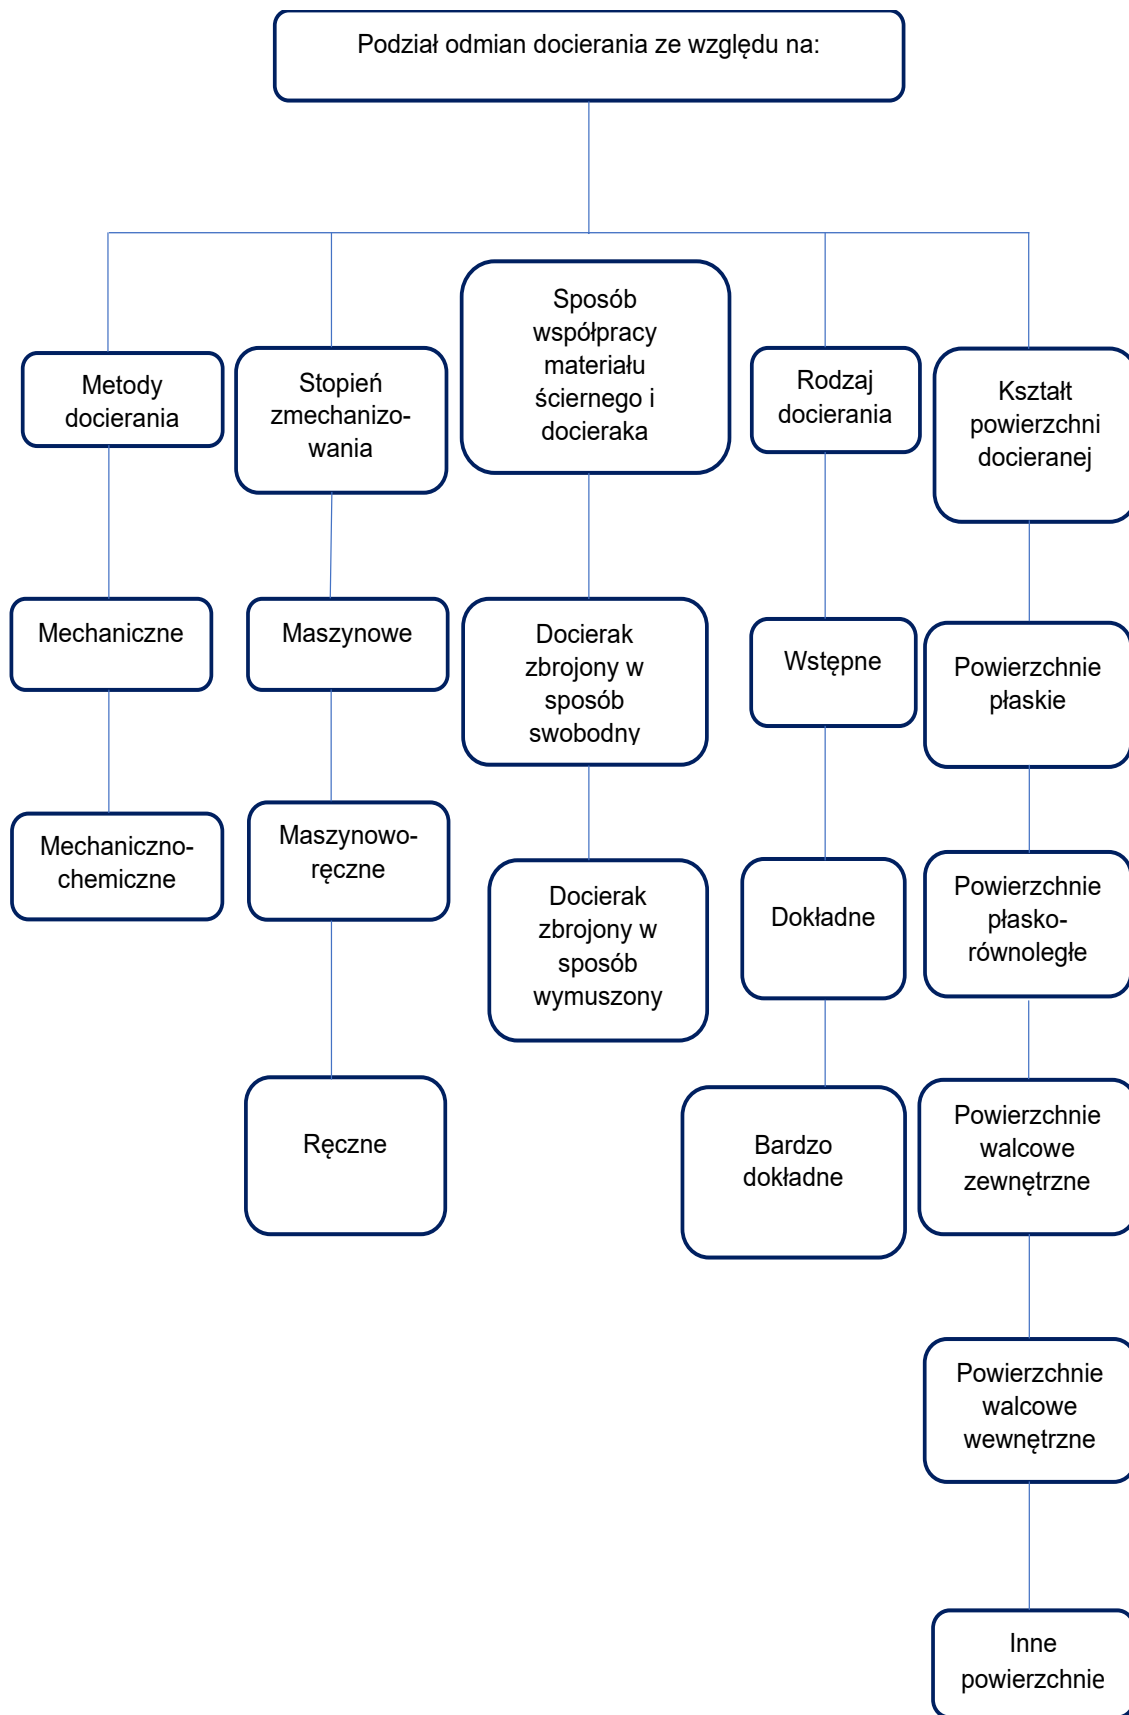 Podział odmian docierania ze względu na:
Metody
docierania
Mechaniczne
Mechaniczno-
chemiczne
Stopień
zmechanizo-
wania
Maszynowe
Maszynowo-
ręczne
Ręczne
Sposób
współpracy
materiału
ściernego i
docieraka
Docierak
zbrojony w
sposób
swobodny
Docierak
zbrojony w
sposób
wymuszony
Rodzaj
docierania
Wstępne
Dokładne
Bardzo
dokładne
Kształt
powierzchni
docieranej
Powierzchnie
płaskie
Powierzchnie
płasko-
równoległe
Powierzchnie
walcowe
zewnętrzne
Powierzchnie
walcowe
wewnętrzne
Inne
powierzchnie